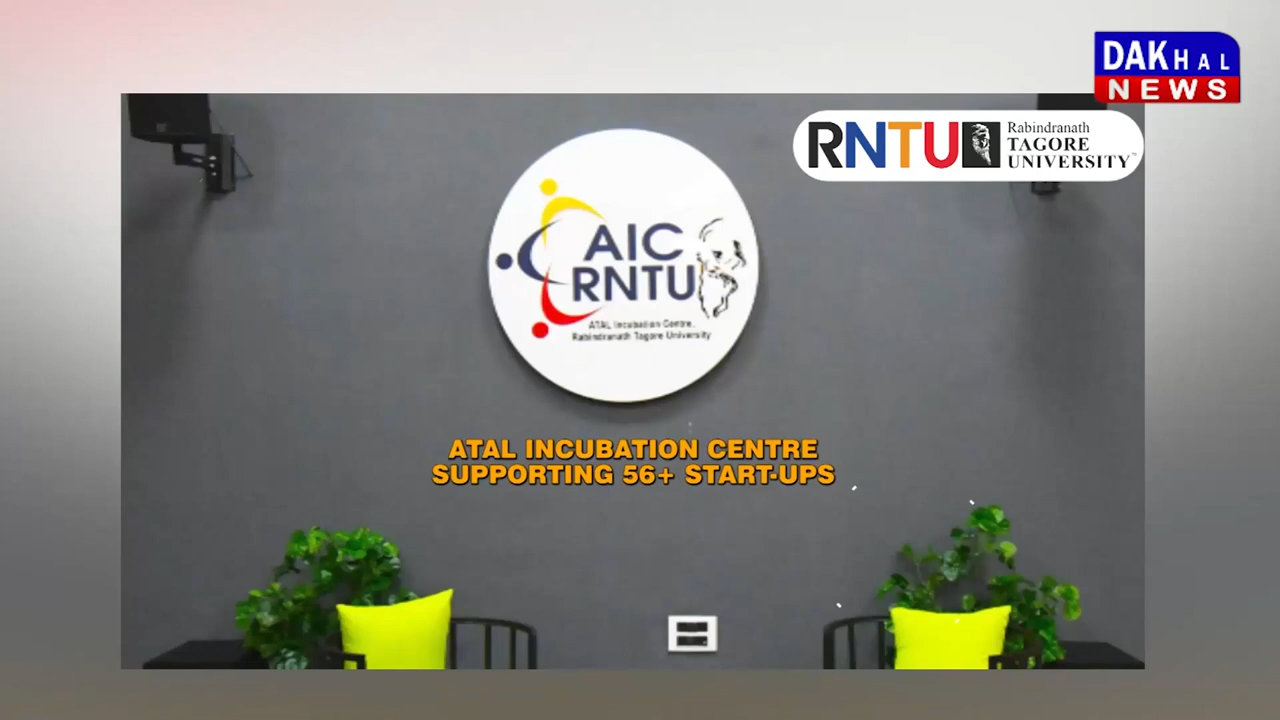 DAKHAL
NEWS
RNTU
Rabindranath
TAGORE
UNIVERSITY
AIC
RNTU
ATAL Incubation Centre,
Rabindranath Tagore University
ATAL INCUBATION CENTRE
SUPPORTING 56+ START-UPS